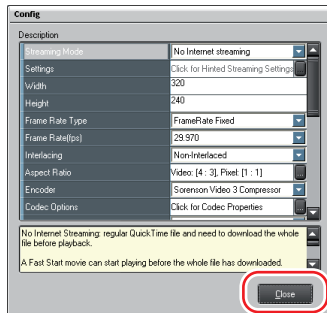 Config
Description
Streaming Mode No Internet streaming
Settings Click for Hinted Streaming Settings
Width 320
Height 240
Frame Rate Type FrameRate Fixed
Frame Rate(fps) 29.970
Interlacing Non-Interlaced
Aspect Ratio Video: [4 : 3], Pixel: [1 : 1]
Encoder Sorenson Video 3 Compressor
Codec Options Click for Codec Properties
No Internet Streaming: regular QuickTime file and need to download the whole
file before playback.
A Fast Start movie can start playing before the whole file has downloaded.
Close